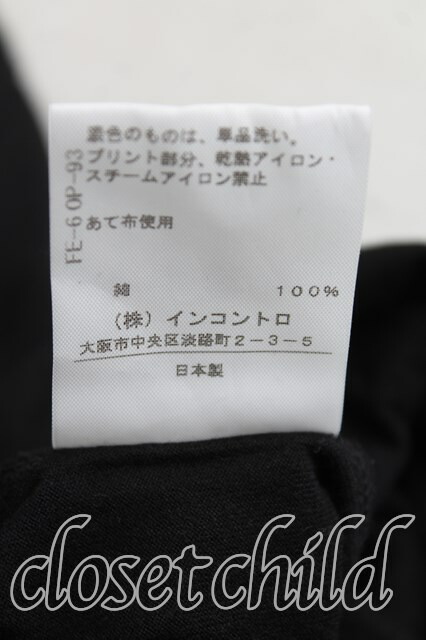 濃色のものは、単品洗い。
プリント部分、乾熱アイロン・
スチームアイロン禁止
あて布使用
FE-6 OP-93
綿 100%
(株)インコントロ
大阪市中央区淡路町2-3-5
日本製
closet child